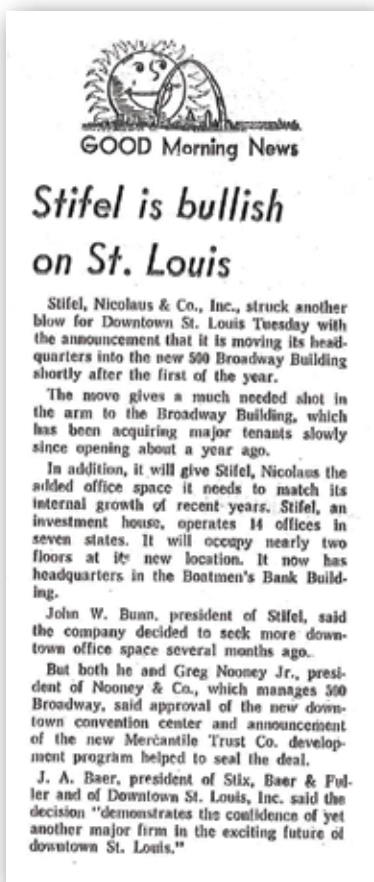 GOOD Morning News
Stifel is bullish
on St. Louis
Stifel, Nicolaus & Co., Inc., struck another
blow for Downtown St. Louis Tuesday with
the announcement that it is moving its head-
quarters into the new 500 Broadway Building
shortly after the first of the year.
The move gives a much needed shot in
the arm to the Broadway Building, which
has been acquiring major tenants slowly
since opening about a year ago.
In addition, it will give Stifel, Nicolaus the
added office space it needs to match its
internal growth of recent years. Stifel, an
investment house, operates 14 offices in
seven states. It will occupy nearly two
floors at its new location. It now has
headquarters in the Boatmen's Bank Build-
ing.
John W. Bunn, president of Stifel, said
the company decided to seek more down-
town office space several months ago.
But both he and Greg Nooney Jr., presi-
dent of Nooney & Co., which manages 500
Broadway, said approval of the new down-
town convention center and announcement
of the new Mercantile Trust Co. develop-
ment program helped to seal the deal.
J. A. Baer, president of Stix, Baer & Ful-
ler and of Downtown St. Louis, Inc. said the
decision "demonstrates the confidence of yet
another major firm in the exciting future of
downtown St. Louis."